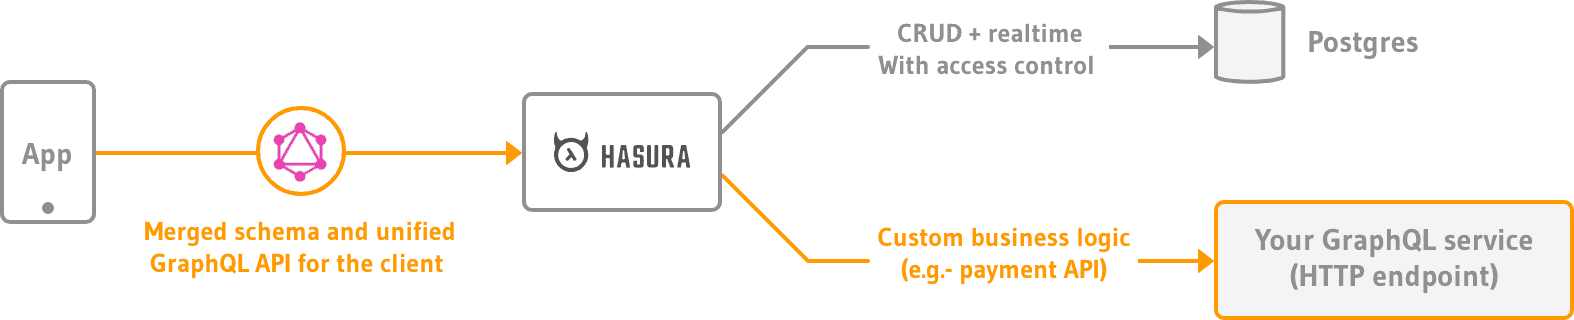 App
Merged schema and unified
GraphQL API for the client
HASURA
CRUD + realtime
With access control
Postgres
Custom business logic
(e.g.- payment API)
Your GraphQL service
(HTTP endpoint)